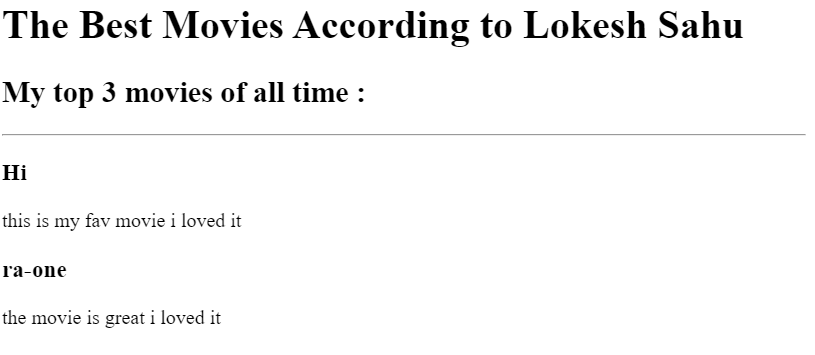 The Best Movies According to Lokesh Sahu
My top 3 movies of all time :
Hi
this is my fav movie i loved it
ra-one
the movie is great i loved it